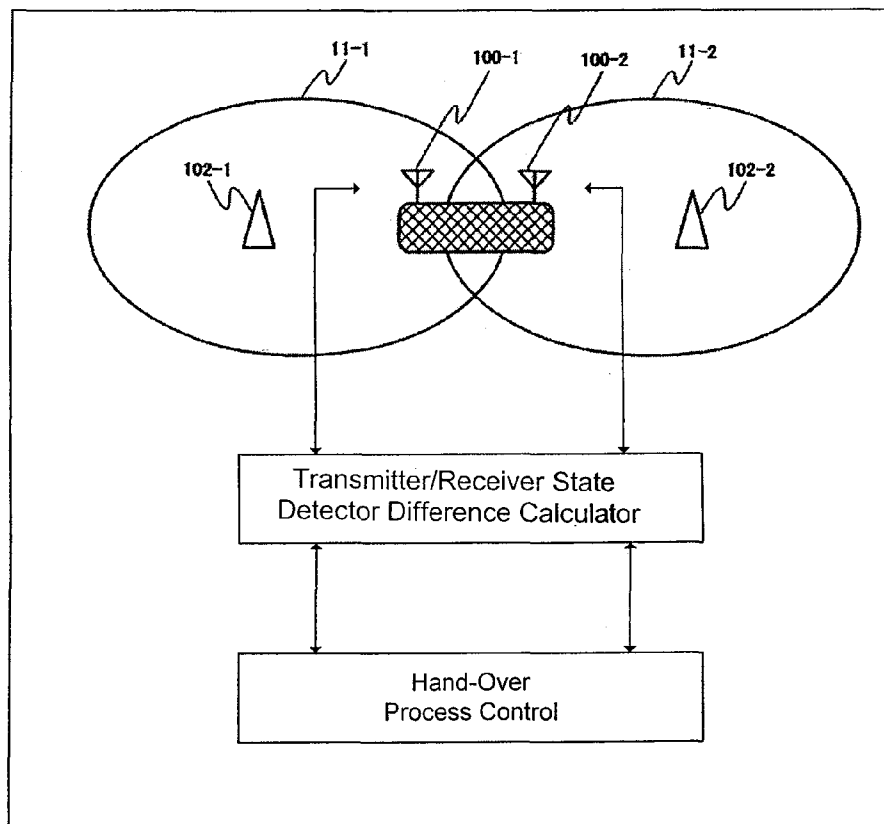 11-1
100-1
100-2
11-2
102-1
102-2
Transmitter/Receiver State
Detector Difference Calculator
Hand-Over
Process Control